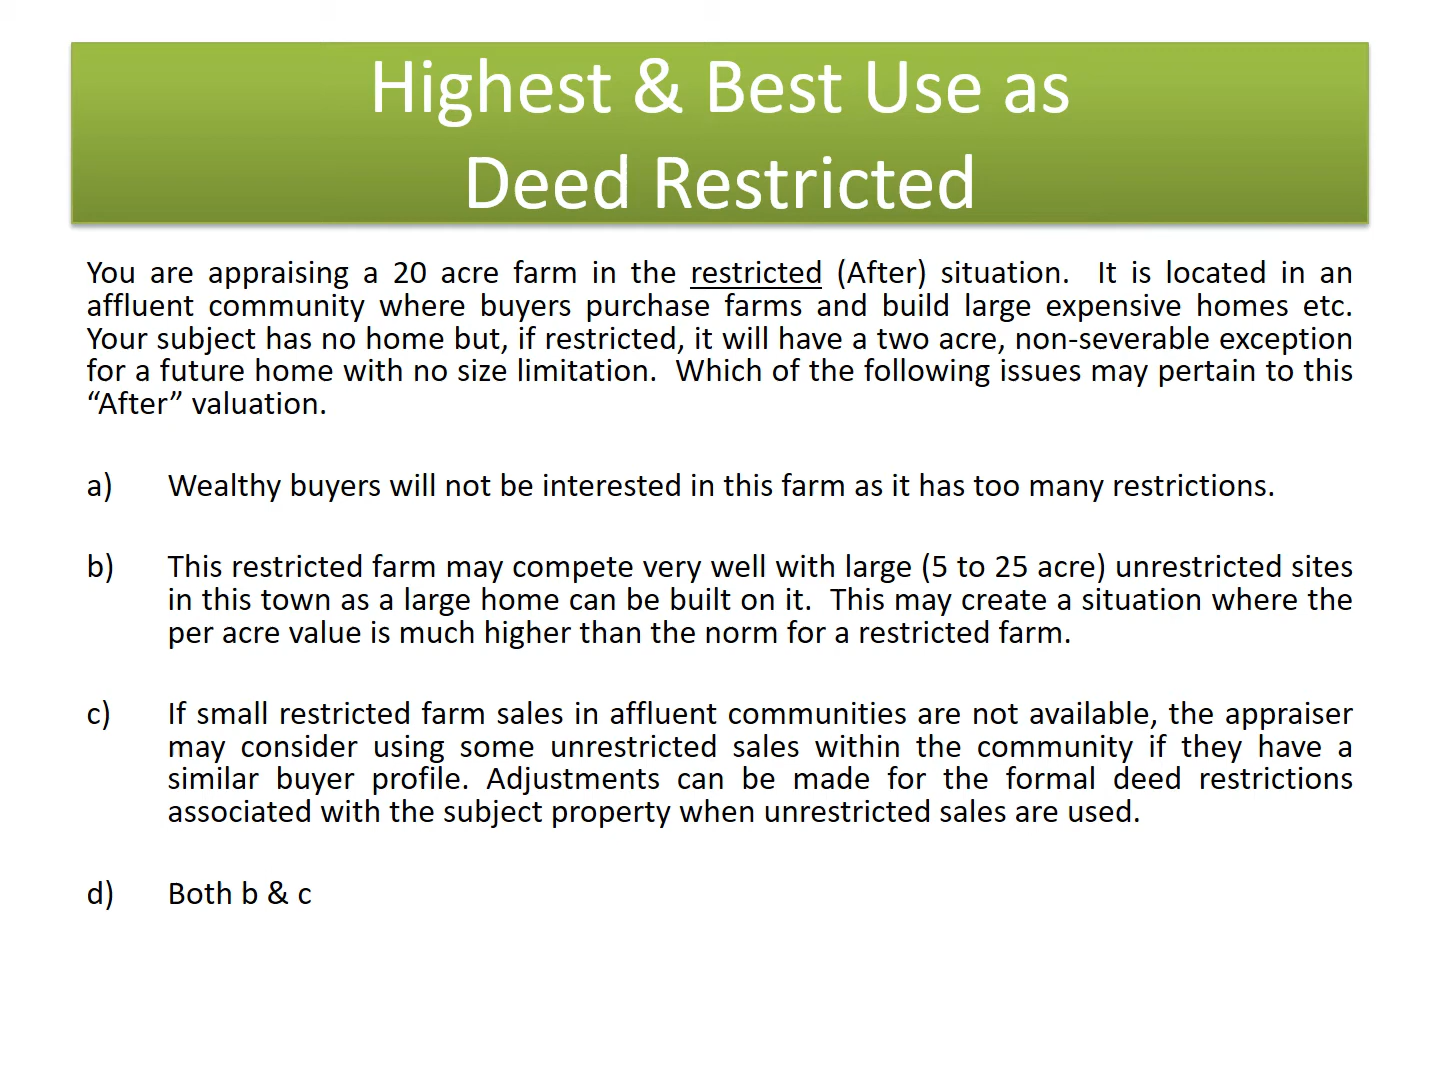 Highest & Best Use as
Deed Restricted
You are appraising a 20 acre farm in the restricted (After) situation. It is located in an
affluent community where buyers purchase farms and build large expensive homes etc.
Your subject has no home but, if restricted, it will have a two acre, non-severable exception
for a future home with no size limitation. Which of the following issues may pertain to this
“After” valuation.
a) Wealthy buyers will not be interested in this farm as it has too many restrictions.
b) This restricted farm may compete very well with large (5 to 25 acre) unrestricted sites
in this town as a large home can be built on it. This may create a situation where the
per acre value is much higher than the norm for a restricted farm.
c) If small restricted farm sales in affluent communities are not available, the appraiser
may consider using some unrestricted sales within the community if they have a
similar buyer profile. Adjustments can be made for the formal deed restrictions
associated with the subject property when unrestricted sales are used.
d) Both b & c